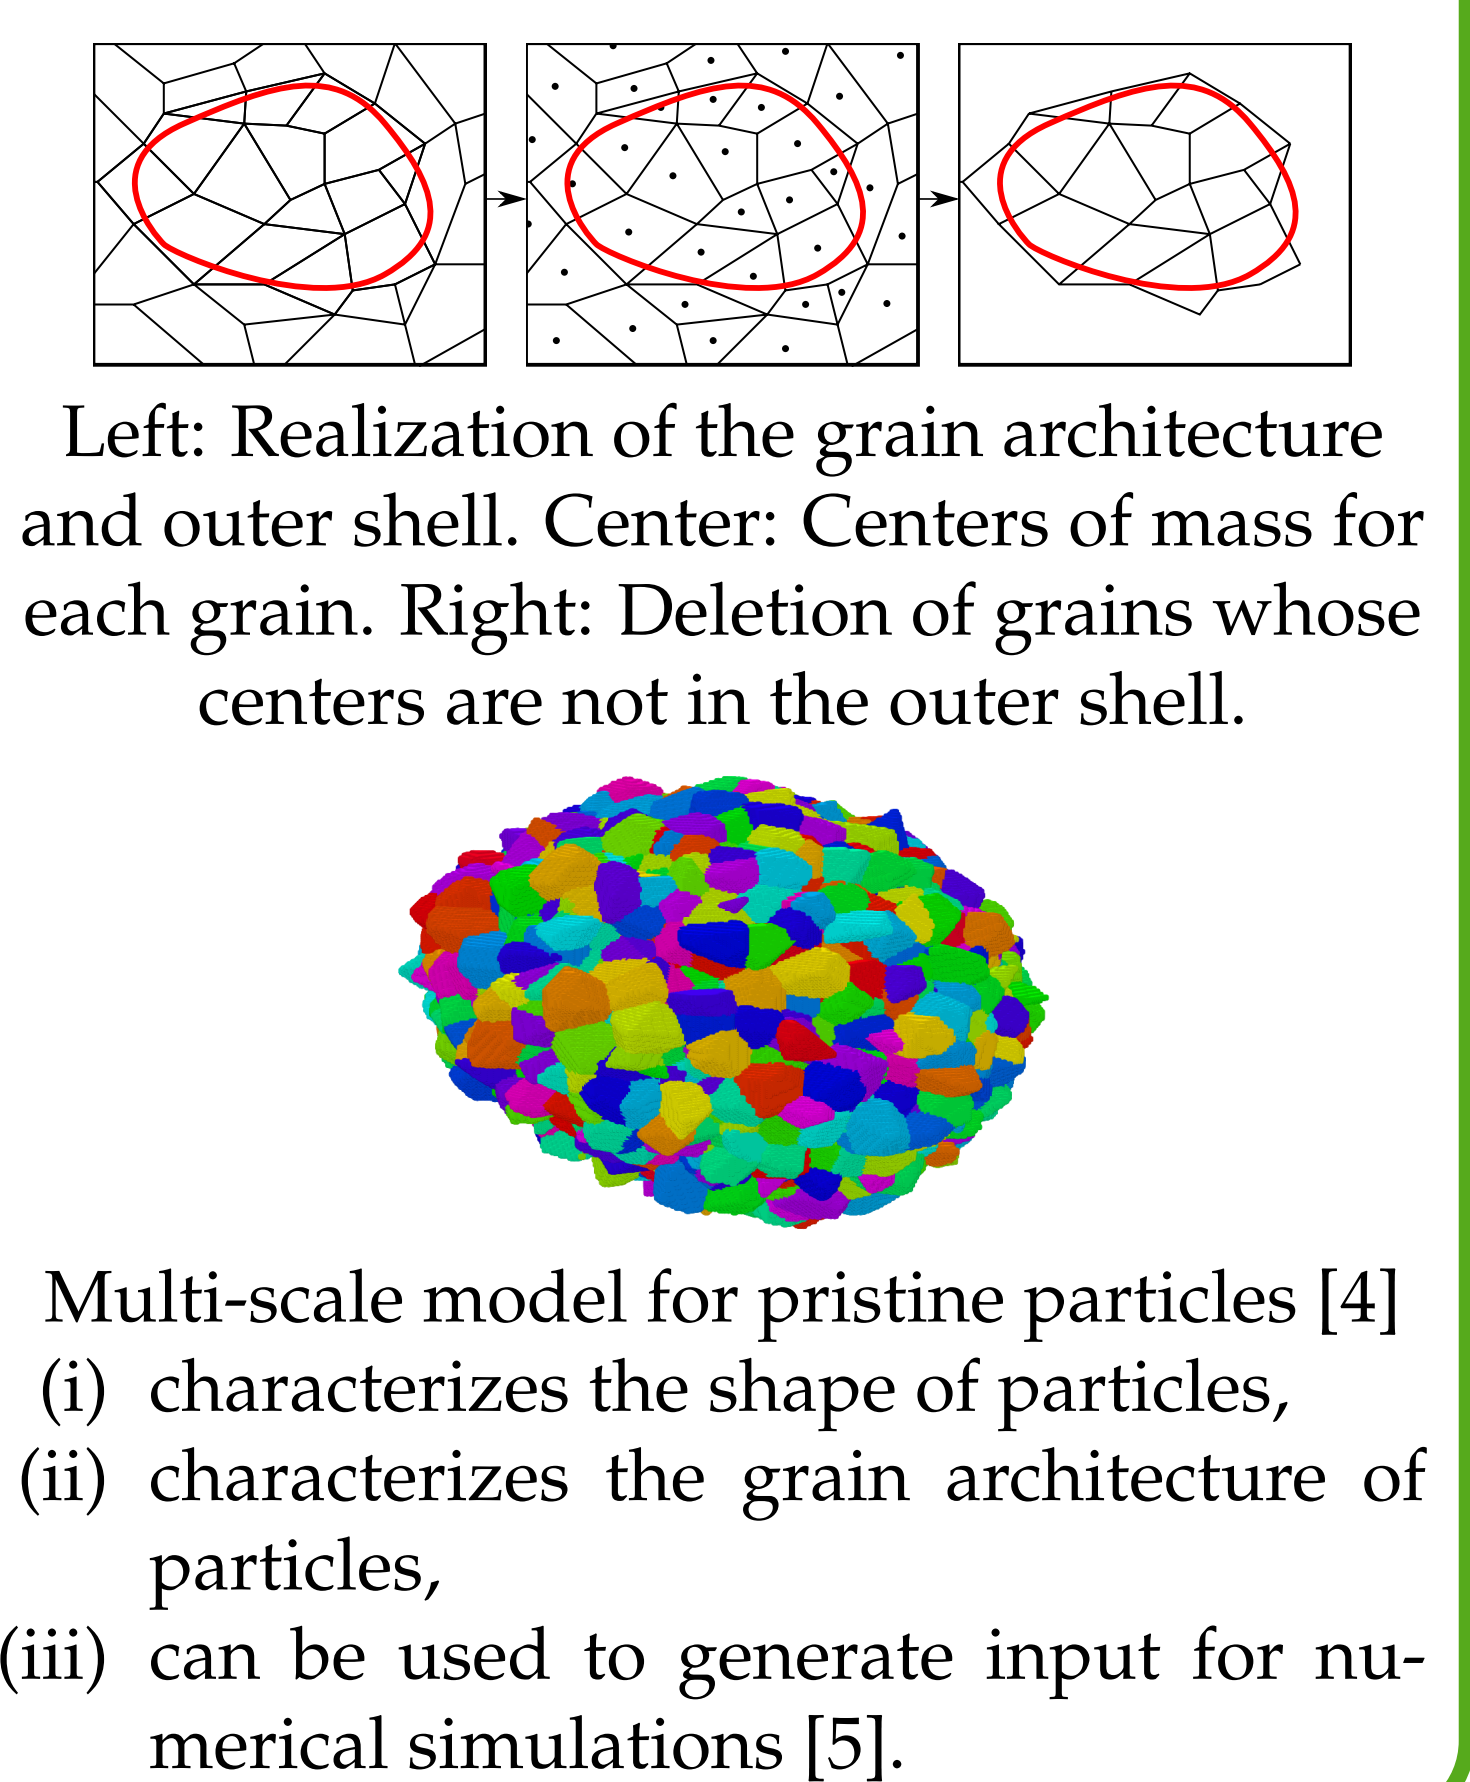 Left: Realization of the grain architecture
and outer shell. Center: Centers of mass for
each grain. Right: Deletion of grains whose
centers are not in the outer shell.
Multi-scale model for pristine particles [4]
(i) characterizes the shape of particles,
(ii) characterizes the grain architecture of
particles,
(iii) can be used to generate input for nu-
merical simulations [5].